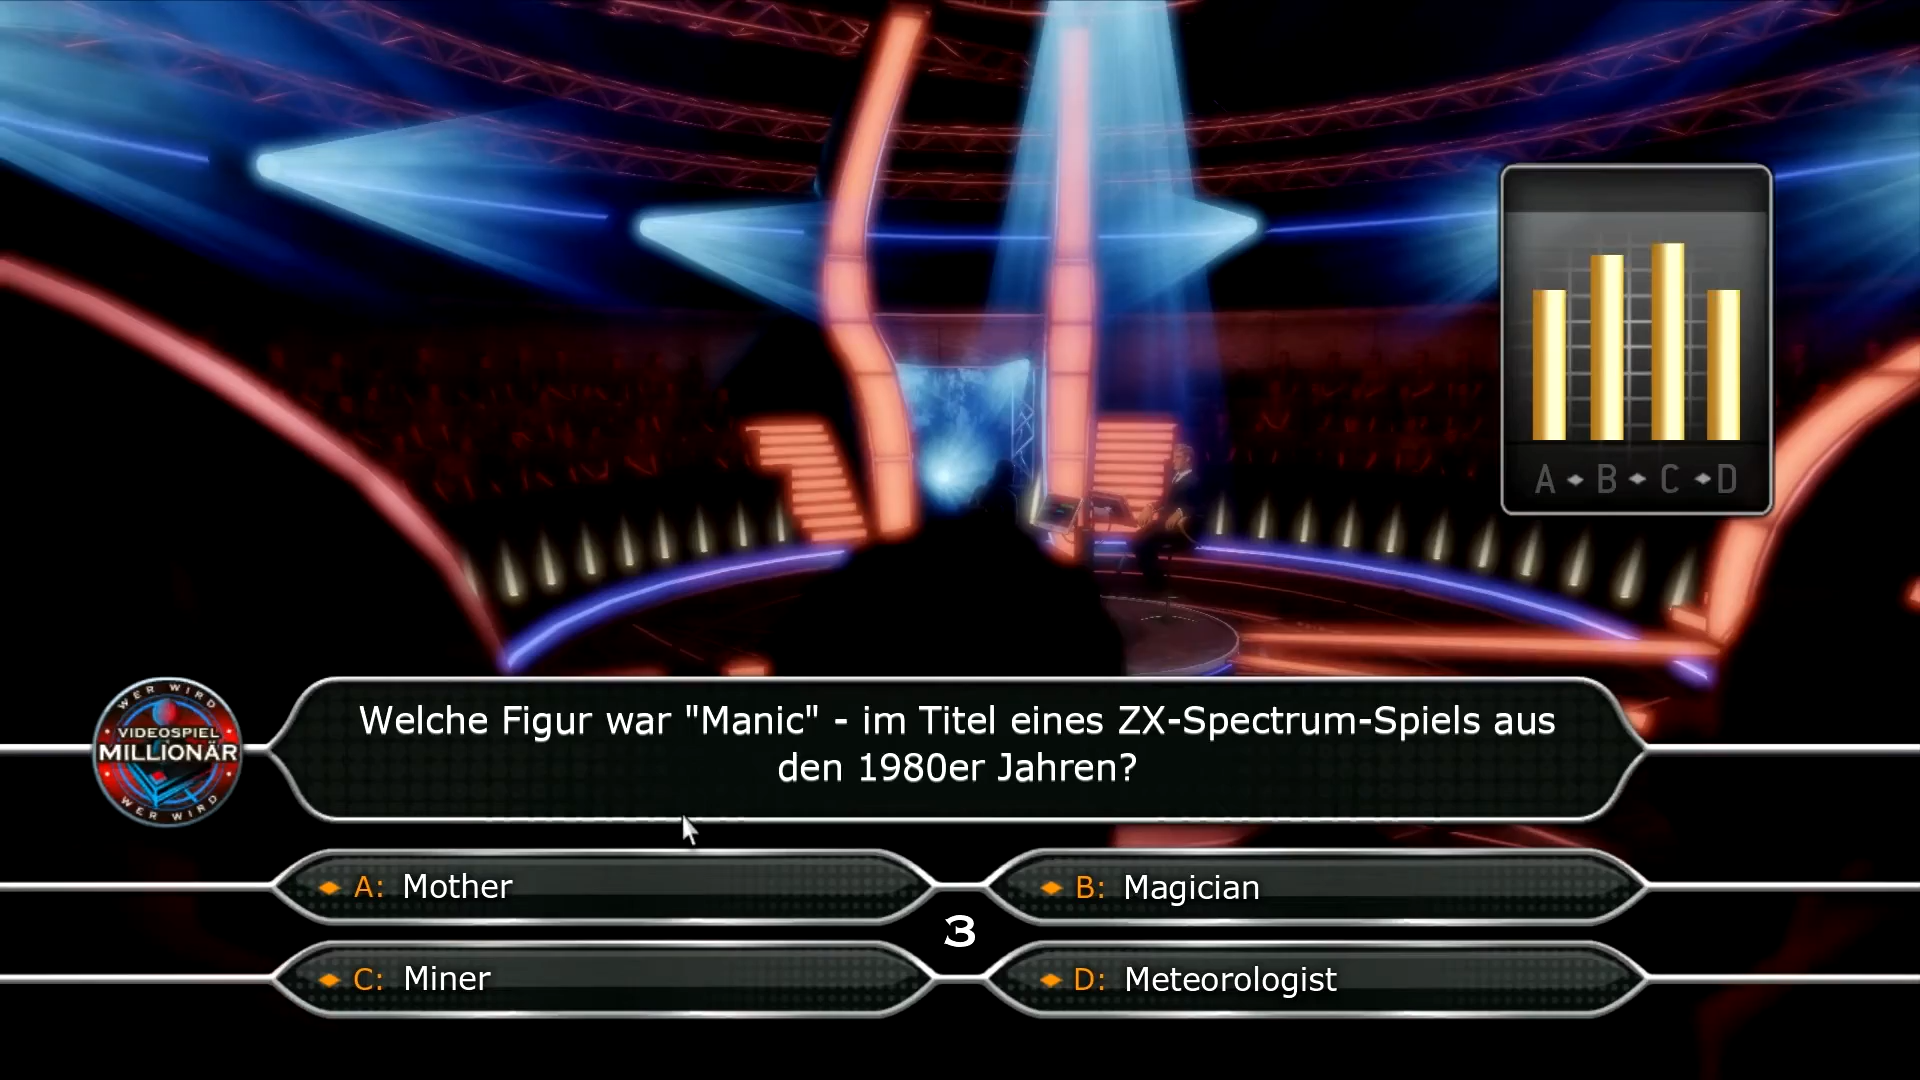 A B C D
Welche Figur war "Manic" - im Titel eines ZX-Spectrum-Spiels aus
den 1980er Jahren?
WER WIRD
VIDEOSPIEL
MILLIONÄR
WER WIRD
A: Mother
B: Magician
3
C: Miner
D: Meteorologist